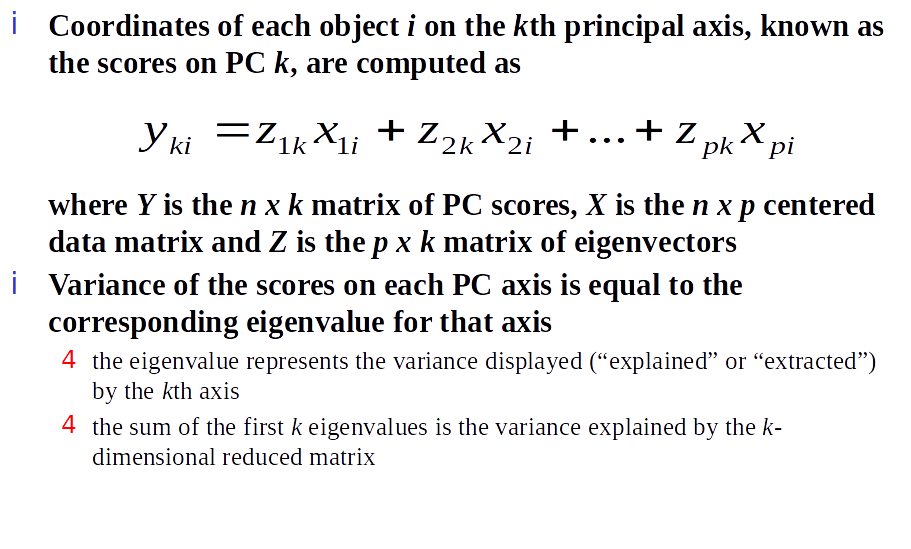 i Coordinates of each object i on the kth principal axis, known as
the scores on PC k, are computed as
y_{ki} = z_{1k} x_{1i} + z_{2k} x_{2i} + ... + z_{pk} x_{pi}
where Y is the n x k matrix of PC scores, X is the n x p centered
data matrix and Z is the p x k matrix of eigenvectors
i Variance of the scores on each PC axis is equal to the
corresponding eigenvalue for that axis
4 the eigenvalue represents the variance displayed (“explained” or “extracted”)
by the kth axis
4 the sum of the first k eigenvalues is the variance explained by the k-
dimensional reduced matrix